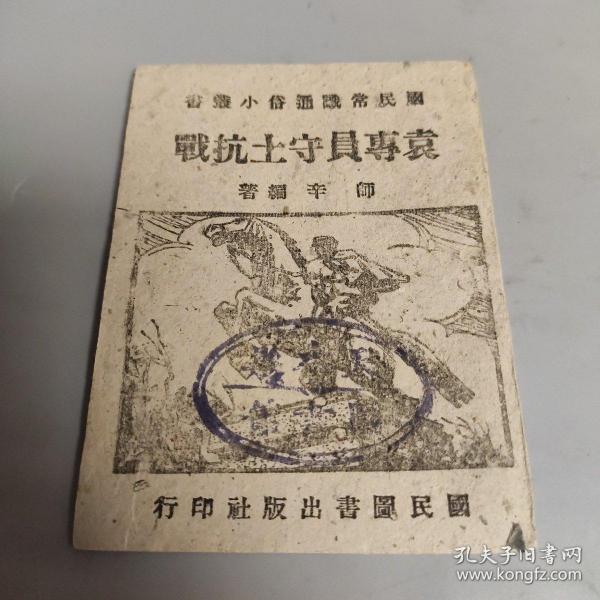 國民常識通俗小叢書
袁專員守土抗戰
師辛編著
國民圖書出版社印行
孔夫子旧书网
www.kongfz.com